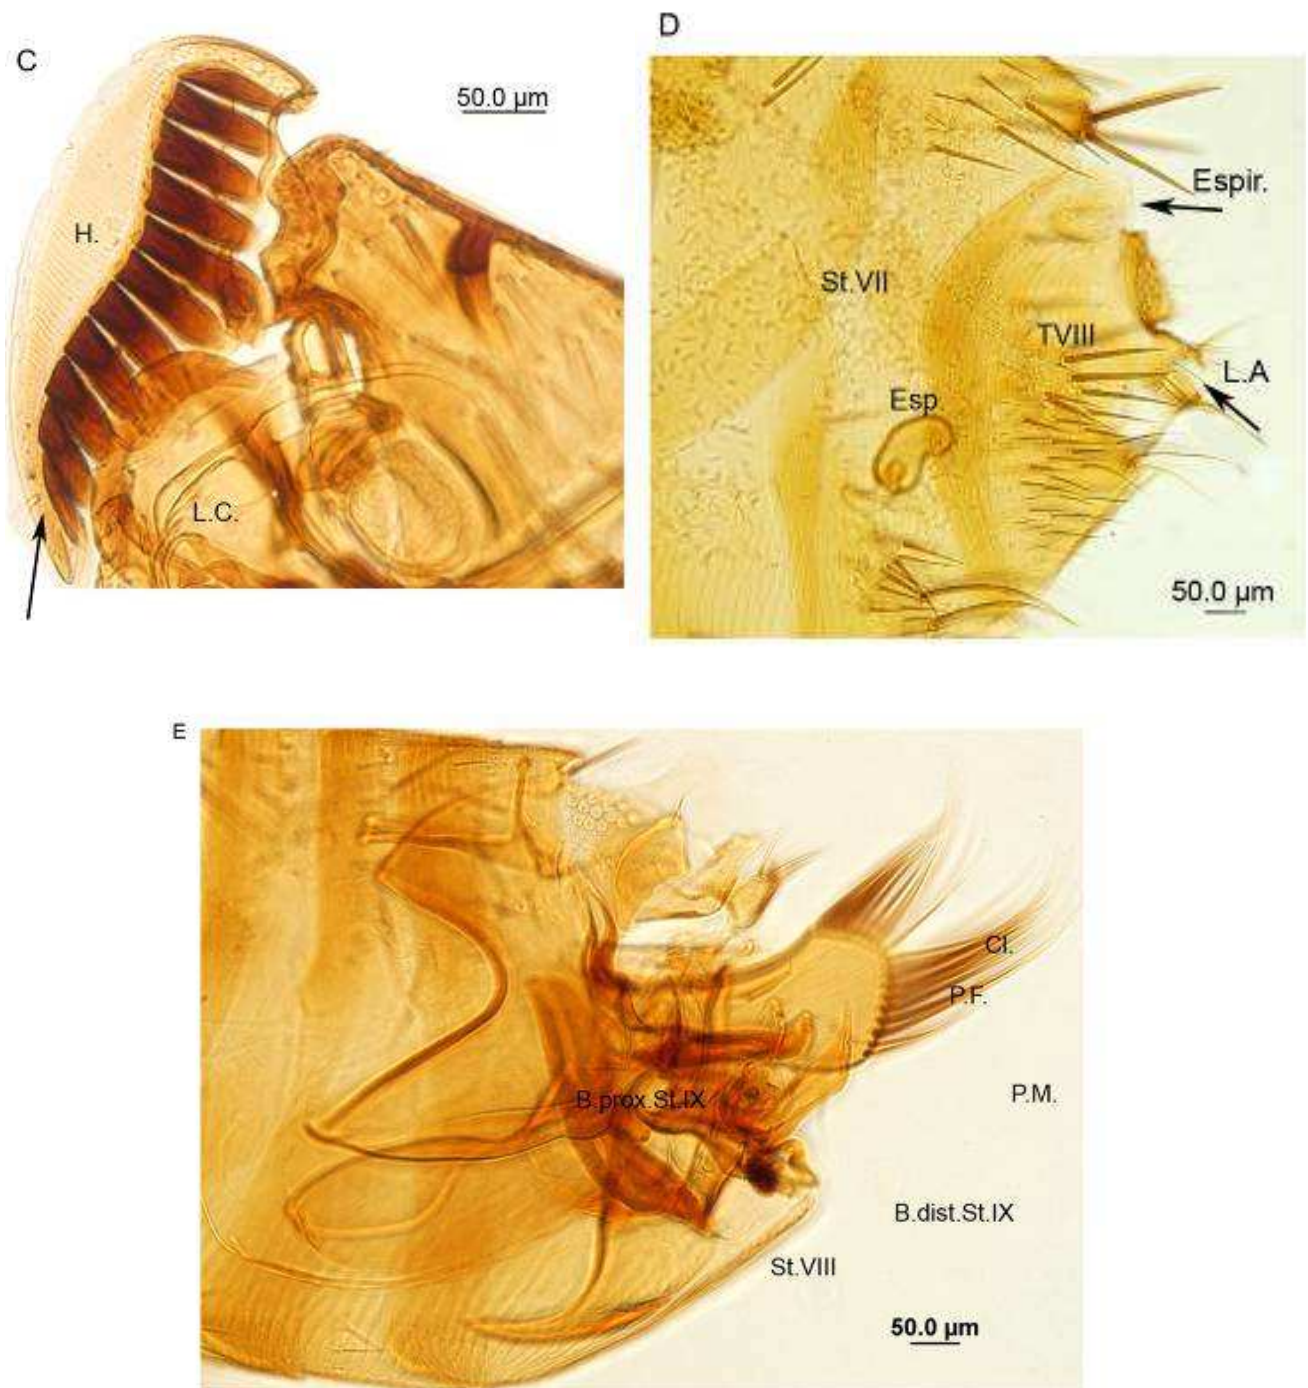 C
50.0 µm
H.
L.C.
D
Espir.
St.VII
TVIII
L.A
Esp.
50.0 µm
E
Cl.
P.F.
B.prox.St.IX
P.M.
B.dist.St.IX
St.VIII
50.0 µm